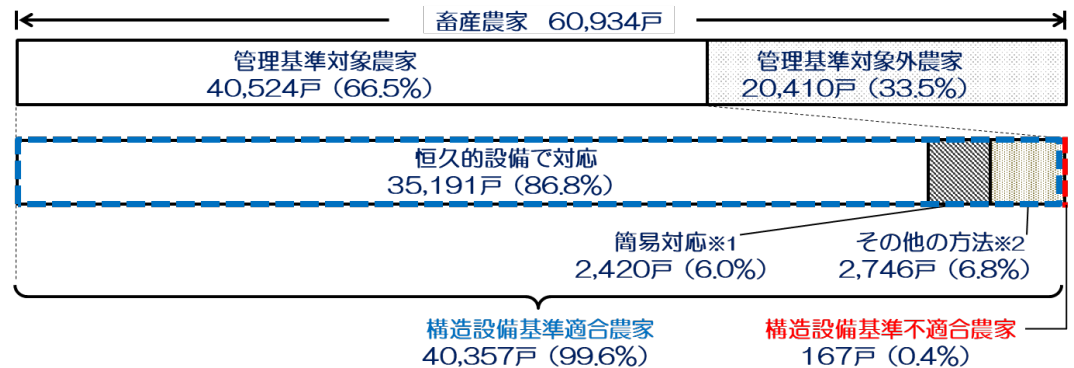 畜産農家 60,934戸
管理基準対象農家
40,524戸 (66.5%)
管理基準対象外農家
20,410戸 (33.5%)
恒久的設備で対応
35,191戸 (86.8%)
簡易対応※1
2,420戸 (6.0%)
その他の方法※2
2,746戸 (6.8%)
構造設備基準適合農家
40,357戸 (99.6%)
構造設備基準不適合農家
167戸 (0.4%)